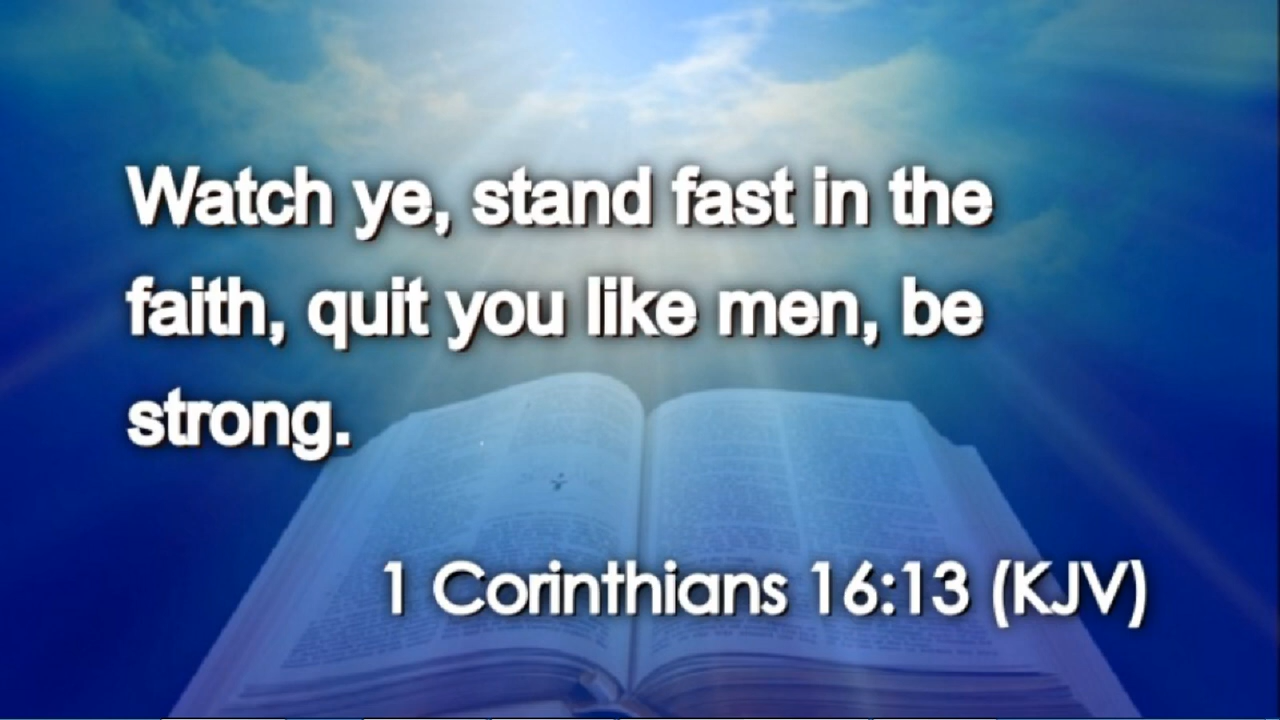 Watch ye, stand fast in the
faith, quit you like men, be
strong.
1 Corinthians 16:13 (KJV)